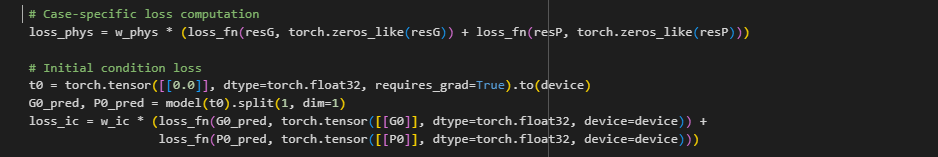 # Case-specific loss computation
loss_phys = w_phys * (loss_fn(resG, torch.zeros_like(resG)) + loss_fn(resP, torch.zeros_like(resP)))
# Initial condition loss
t0 = torch.tensor([[0.0]], dtype=torch.float32, requires_grad=True).to(device)
G0_pred, P0_pred = model(t0).split(1, dim=1)
loss_ic = w_ic * (loss_fn(G0_pred, torch.tensor([[G0]], dtype=torch.float32, device=device)) +
loss_fn(P0_pred, torch.tensor([[P0]], dtype=torch.float32, device=device)))